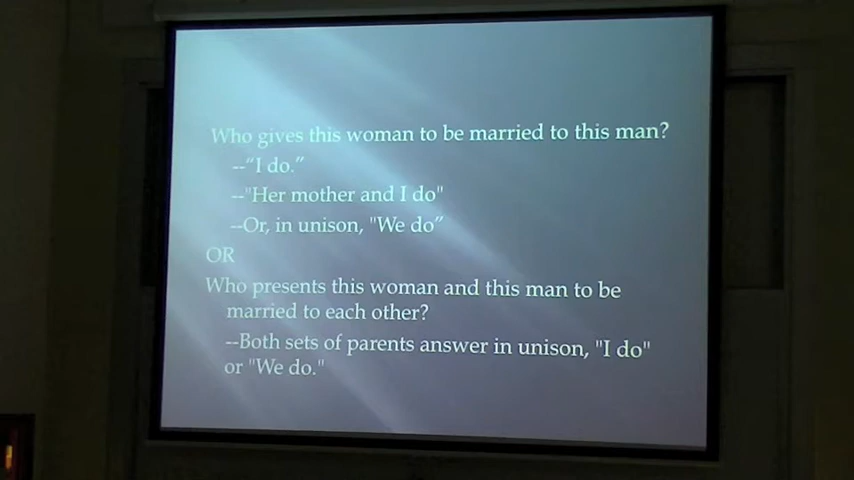 Who gives this woman to be married to this man?
--“I do.”
--"Her mother and I do"
--Or, in unison, "We do”
OR
Who presents this woman and this man to be
married to each other?
--Both sets of parents answer in unison, "I do"
or "We do."